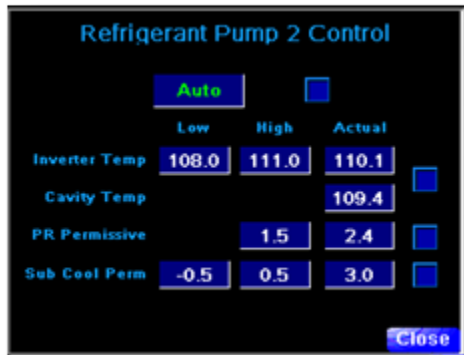 Refrigerant Pump 2 Control
Auto
Low High Actual
Inverter Temp 108.0 111.0 110.1
Cavity Temp 109.4
PR Permissive 1.5 2.4
Sub Cool Perm -0.5 0.5 3.0
Close